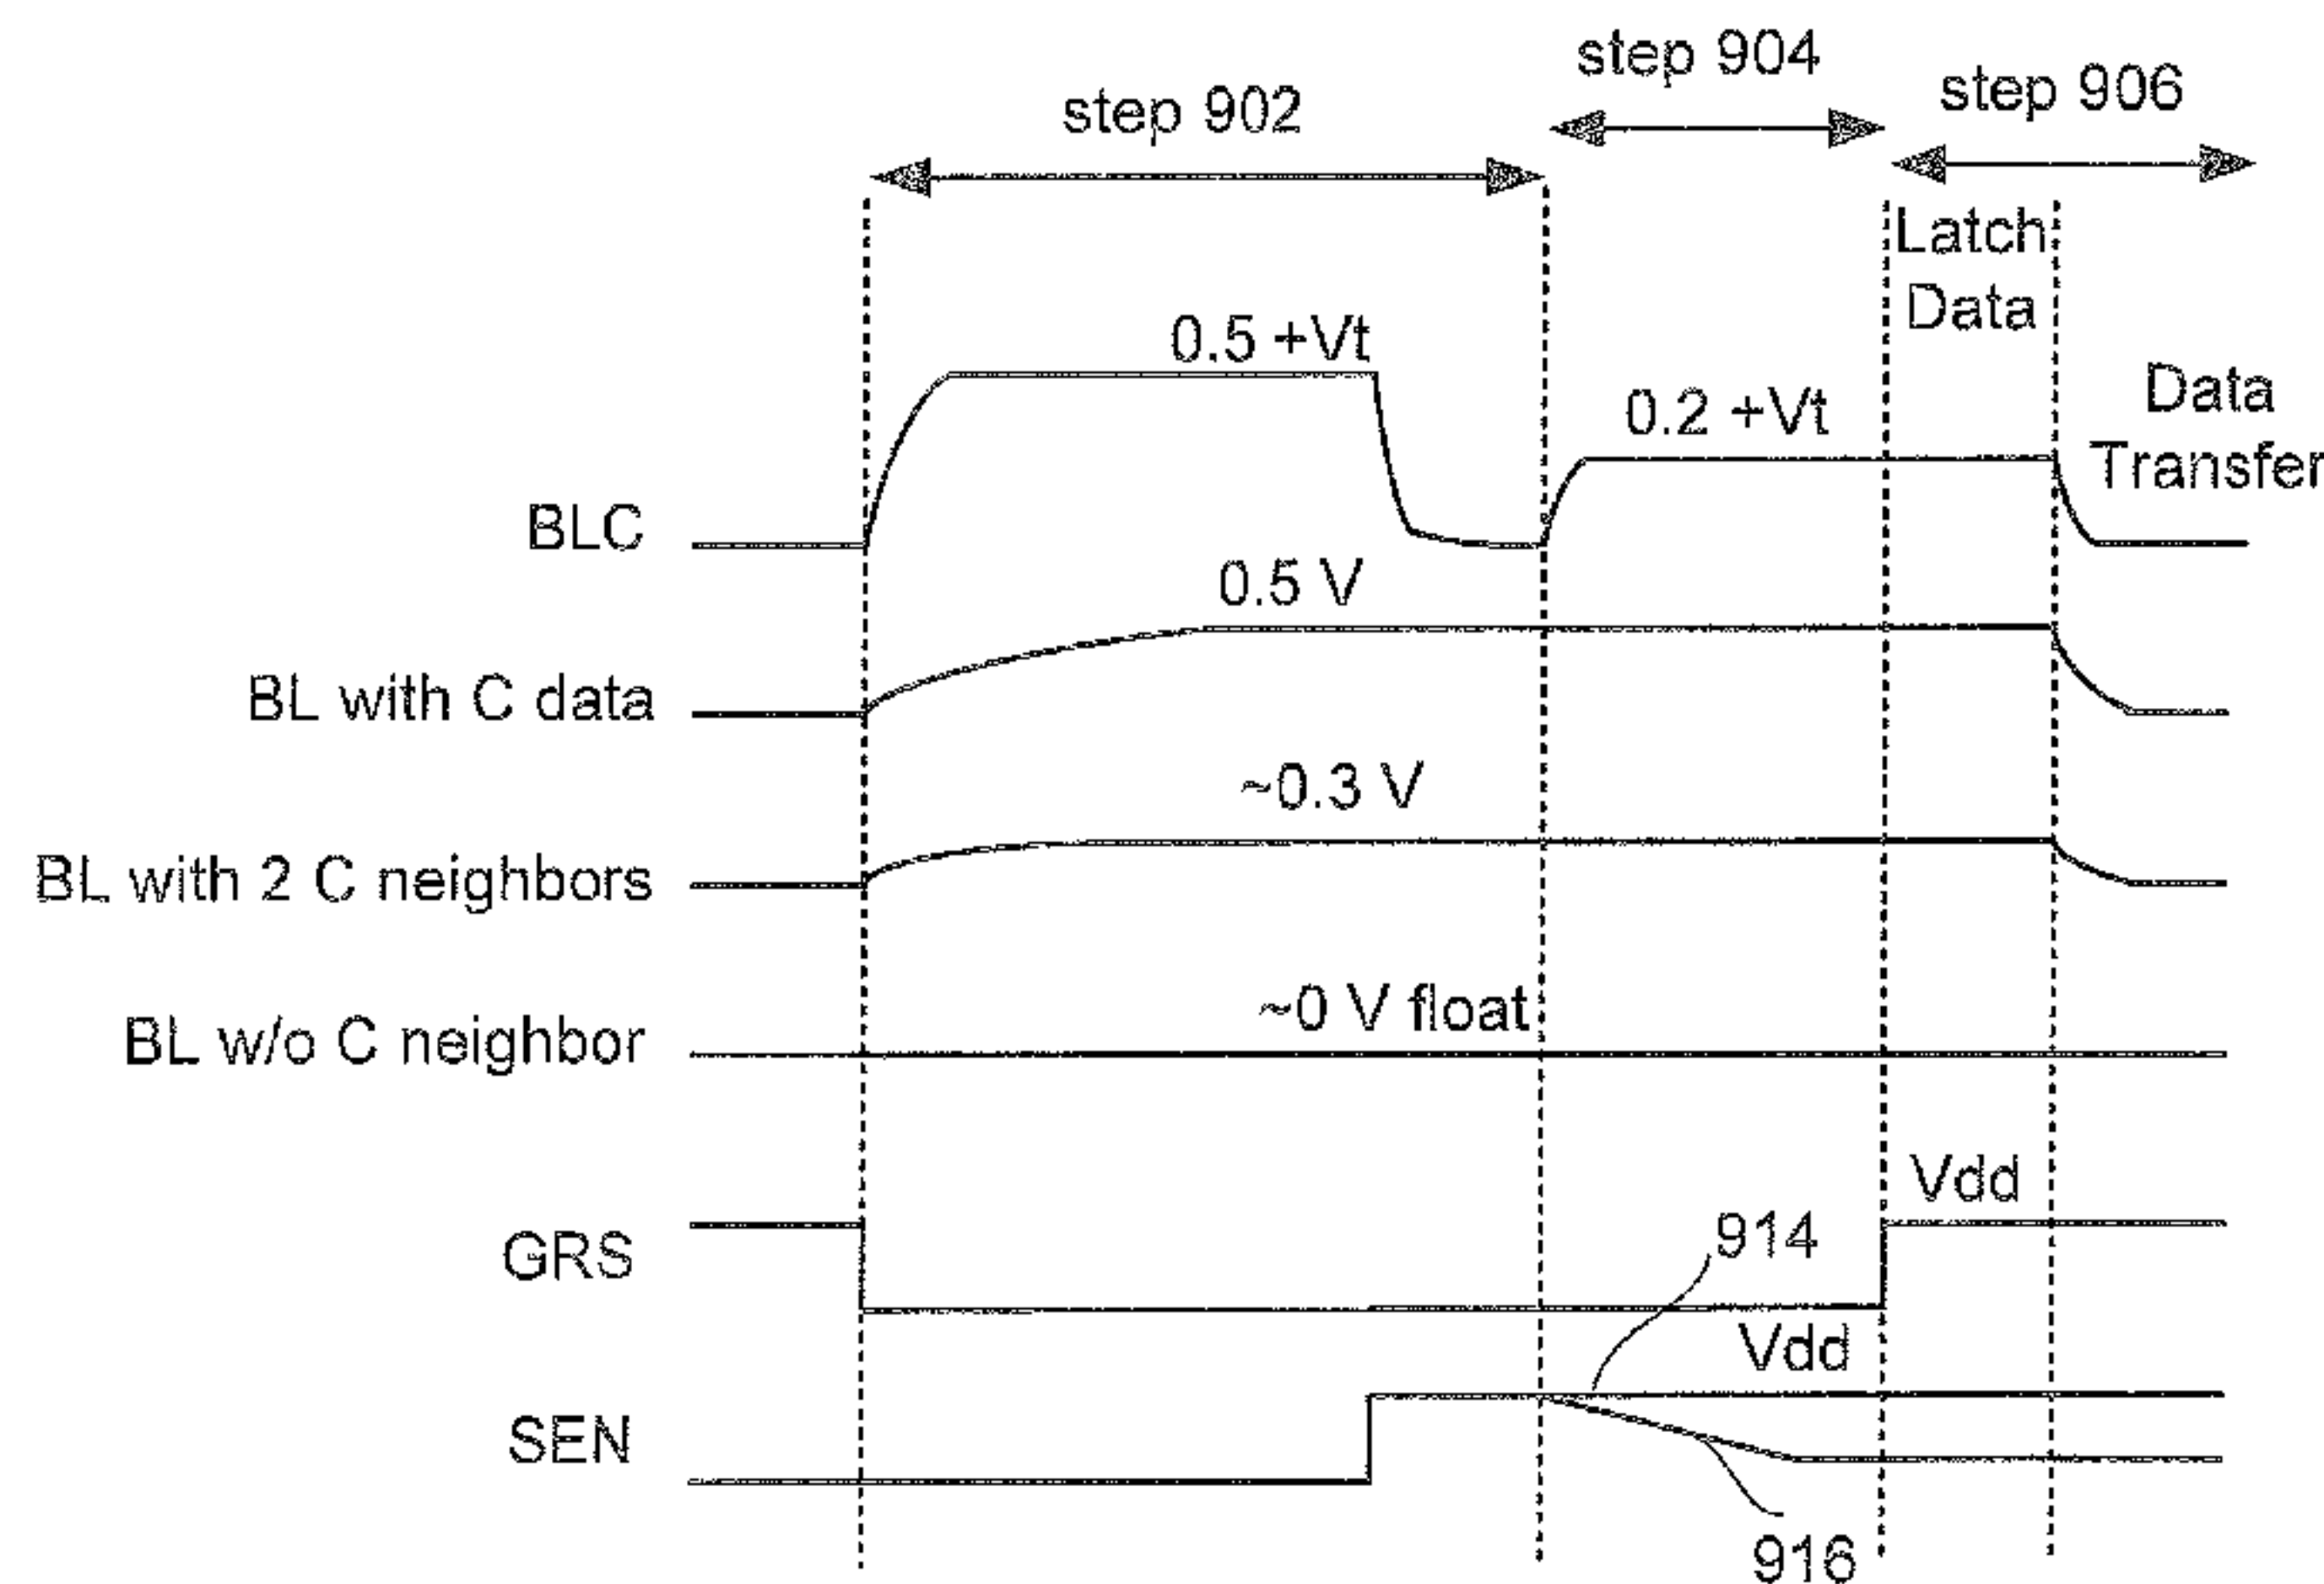 step 902
step 904
step 906
Latch
Data
Data
Transfer
0.5 +Vt
0.2 +Vt
BLC
0.5 V
BL with C data
~0.3 V
BL with 2 C neighbors
~0 V float
BL w/o C neighbor
Vdd
GRS
914
Vdd
SEN
916